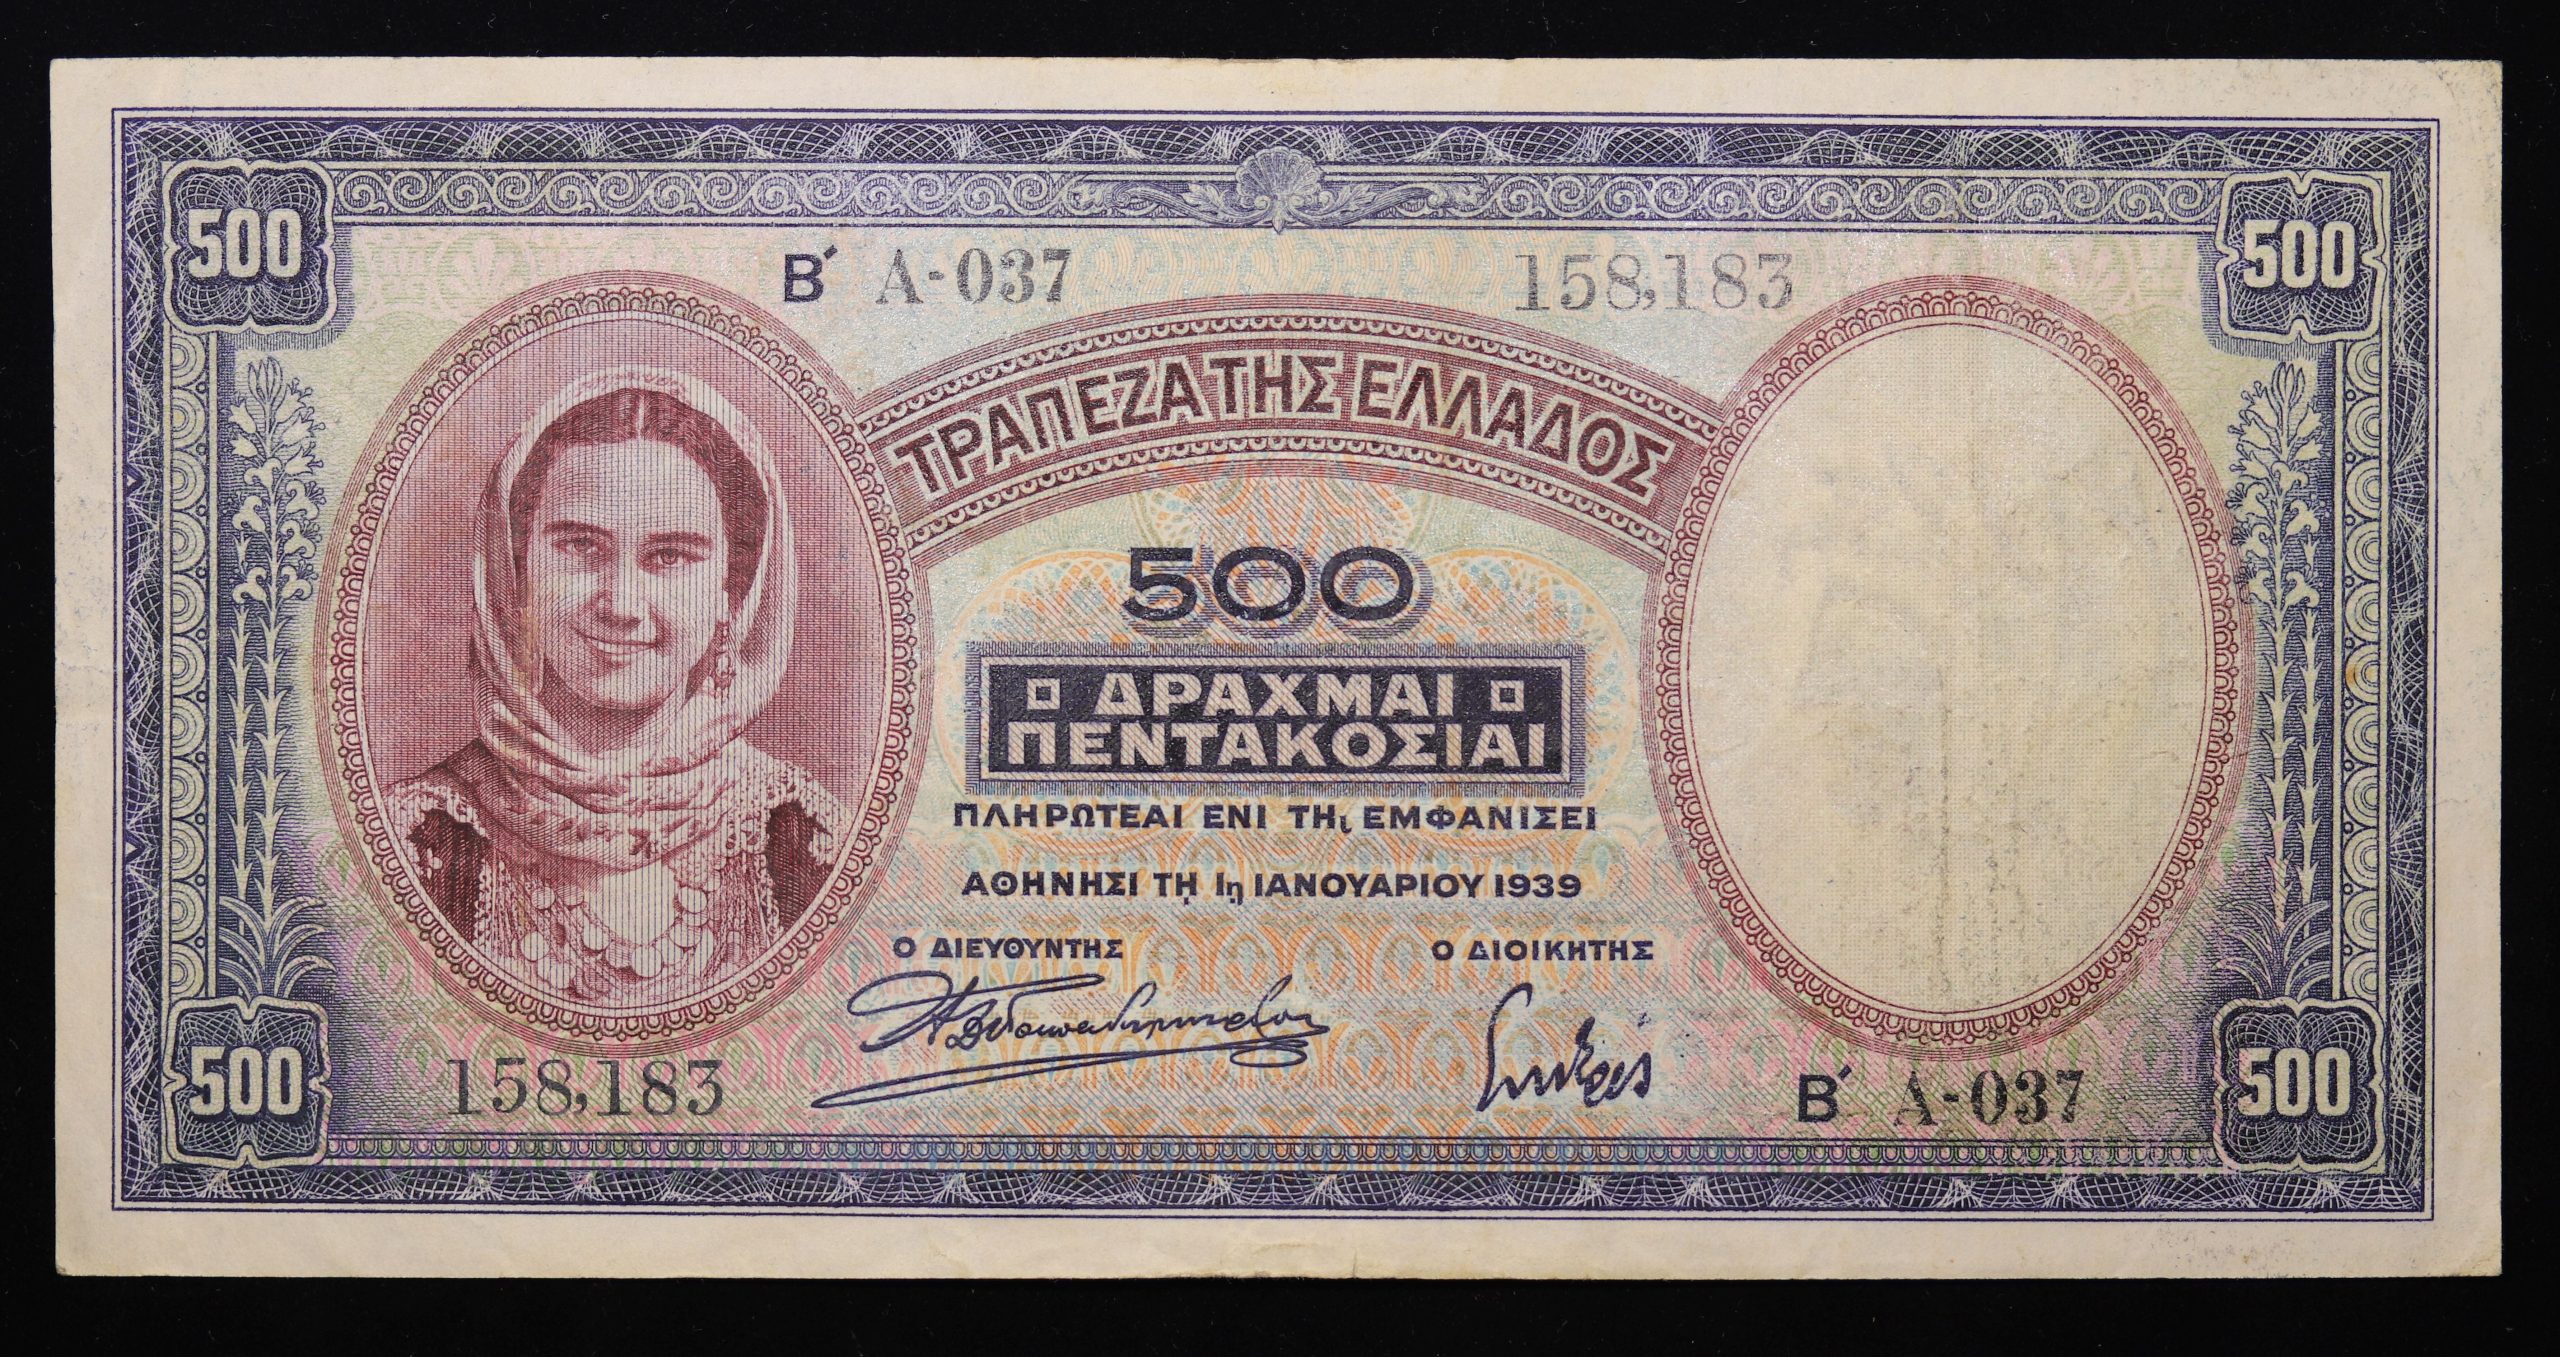 500
500
Β΄ Α-037
158,183
ΤΡΑΠΕΖΑ ΤΗΣ ΕΛΛΑΔΟΣ
500
ΔΡΑΧΜΑΙ
ΠΕΝΤΑΚΟΣΙΑΙ
ΠΛΗΡΩΤΕΑΙ ΕΝΙ ΤΗι ΕΜΦΑΝΙΣΕΙ
ΑΘΗΝΗΣΙ ΤΗ 1η ΙΑΝΟΥΑΡΙΟΥ 1939
Ο ΔΙΕΥΘΥΝΤΗΣ
Ο ΔΙΟΙΚΗΤΗΣ
158,183
Β΄ Α-037
500
500